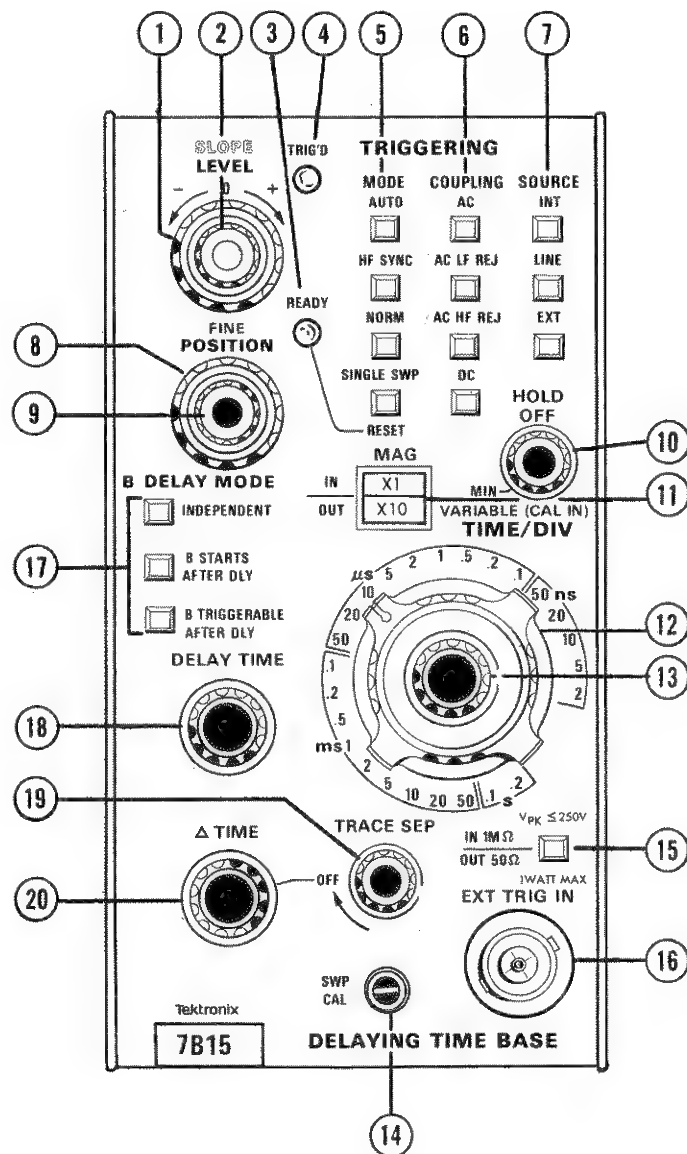 1 2 3 4 5 6 7
SLOPE
LEVEL
- 0 +
TRIG'D
TRIGGERING
MODE COUPLING SOURCE
AUTO AC INT
HF SYNC AC LF REJ LINE
READY
NORM AC HF REJ EXT
FINE
POSITION
8
SINGLE SWP DC
9
RESET
HOLD
OFF
10
MAG
B DELAY MODE
IN X1
OUT X10
MIN
11
INDEPENDENT
VARIABLE (CAL IN)
TIME/DIV
17
B STARTS
AFTER DLY
B TRIGGERABLE
AFTER DLY
µs
50 20 10 5 2 1 .5 .2 .1
50 ns
20
10
5
2
12
13
.1
.2
.5
ms 1
2
5
10
20
50
.1 s
.2
DELAY TIME
18
19
TRACE SEP
VPK ≤ 250V
IN 1MΩ
OUT 50Ω
15
1WATT MAX
Δ TIME
OFF
20
EXT TRIG IN
16
SWP
CAL
Tektronix
7B15
DELAYING TIME BASE
14